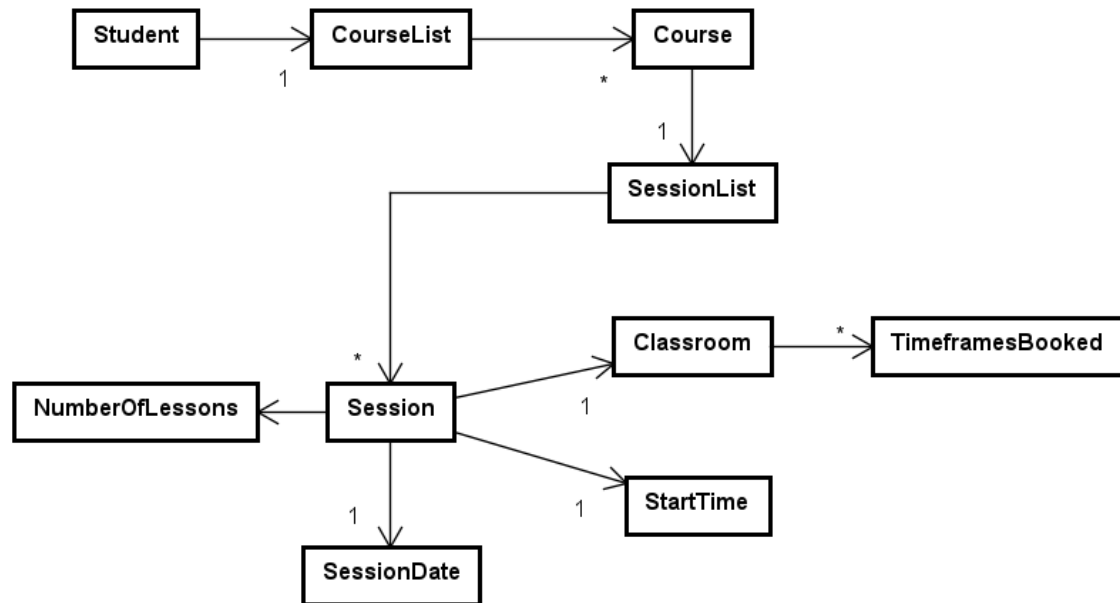 Student
CourseList
Course
1
*
1
SessionList
Classroom
*
TimeframesBooked
*
NumberOfLessons
Session
1
StartTime
1
1
SessionDate